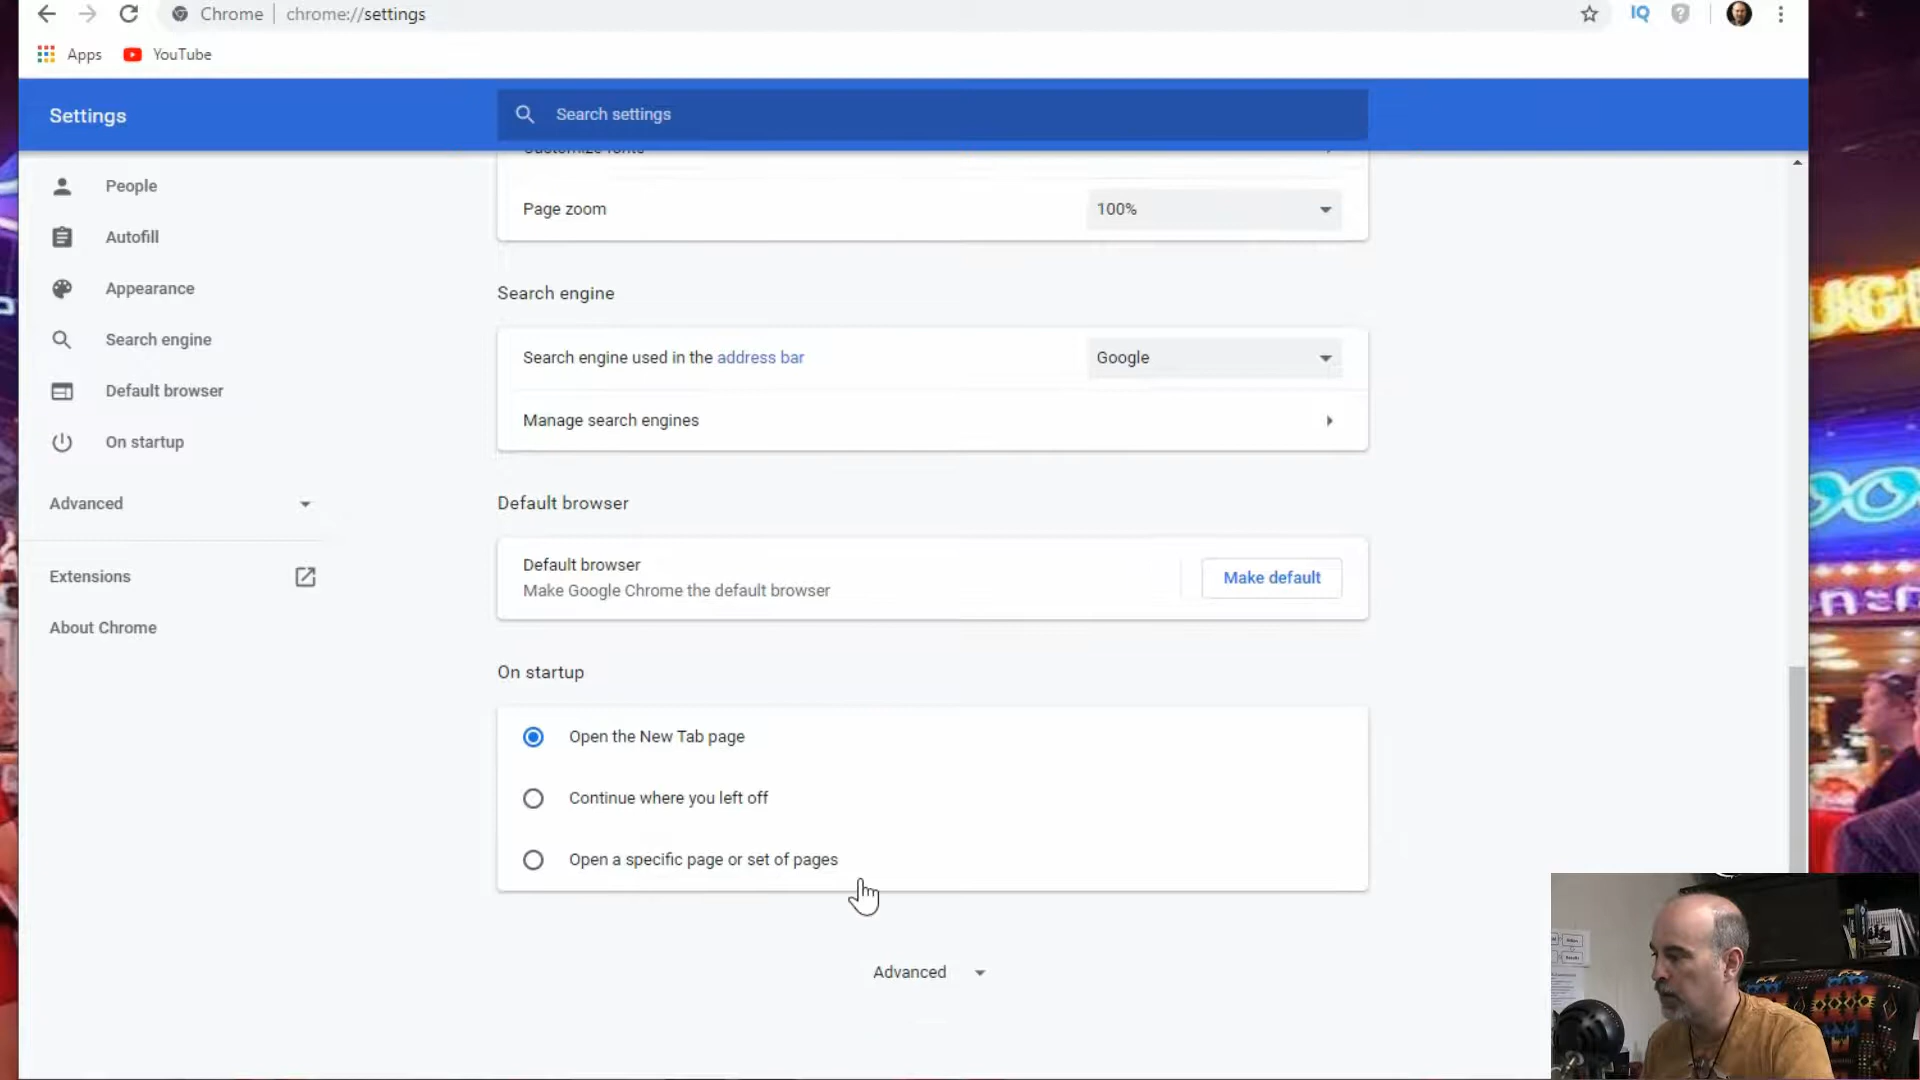 Chrome | chrome://settings
Apps YouTube
Settings
Search settings
Customize fonts
People
Page zoom 100%
Autofill
Appearance
Search engine
Search engine
Search engine used in the address bar Google
Default browser
Manage search engines
On startup
Advanced
Default browser
Default browser
Make Google Chrome the default browser
Make default
Extensions
About Chrome
On startup
Open the New Tab page
Continue where you left off
Open a specific page or set of pages
Advanced
IQ